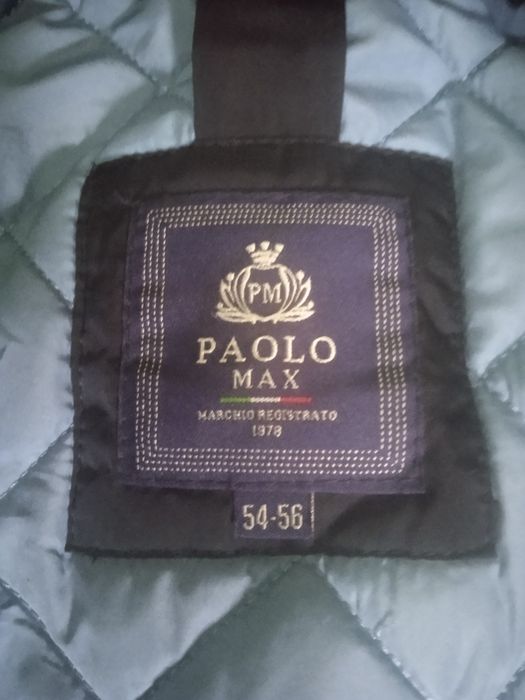 PM
PAOLO
MAX
MARCHIO REGISTRATO
1978
54-56